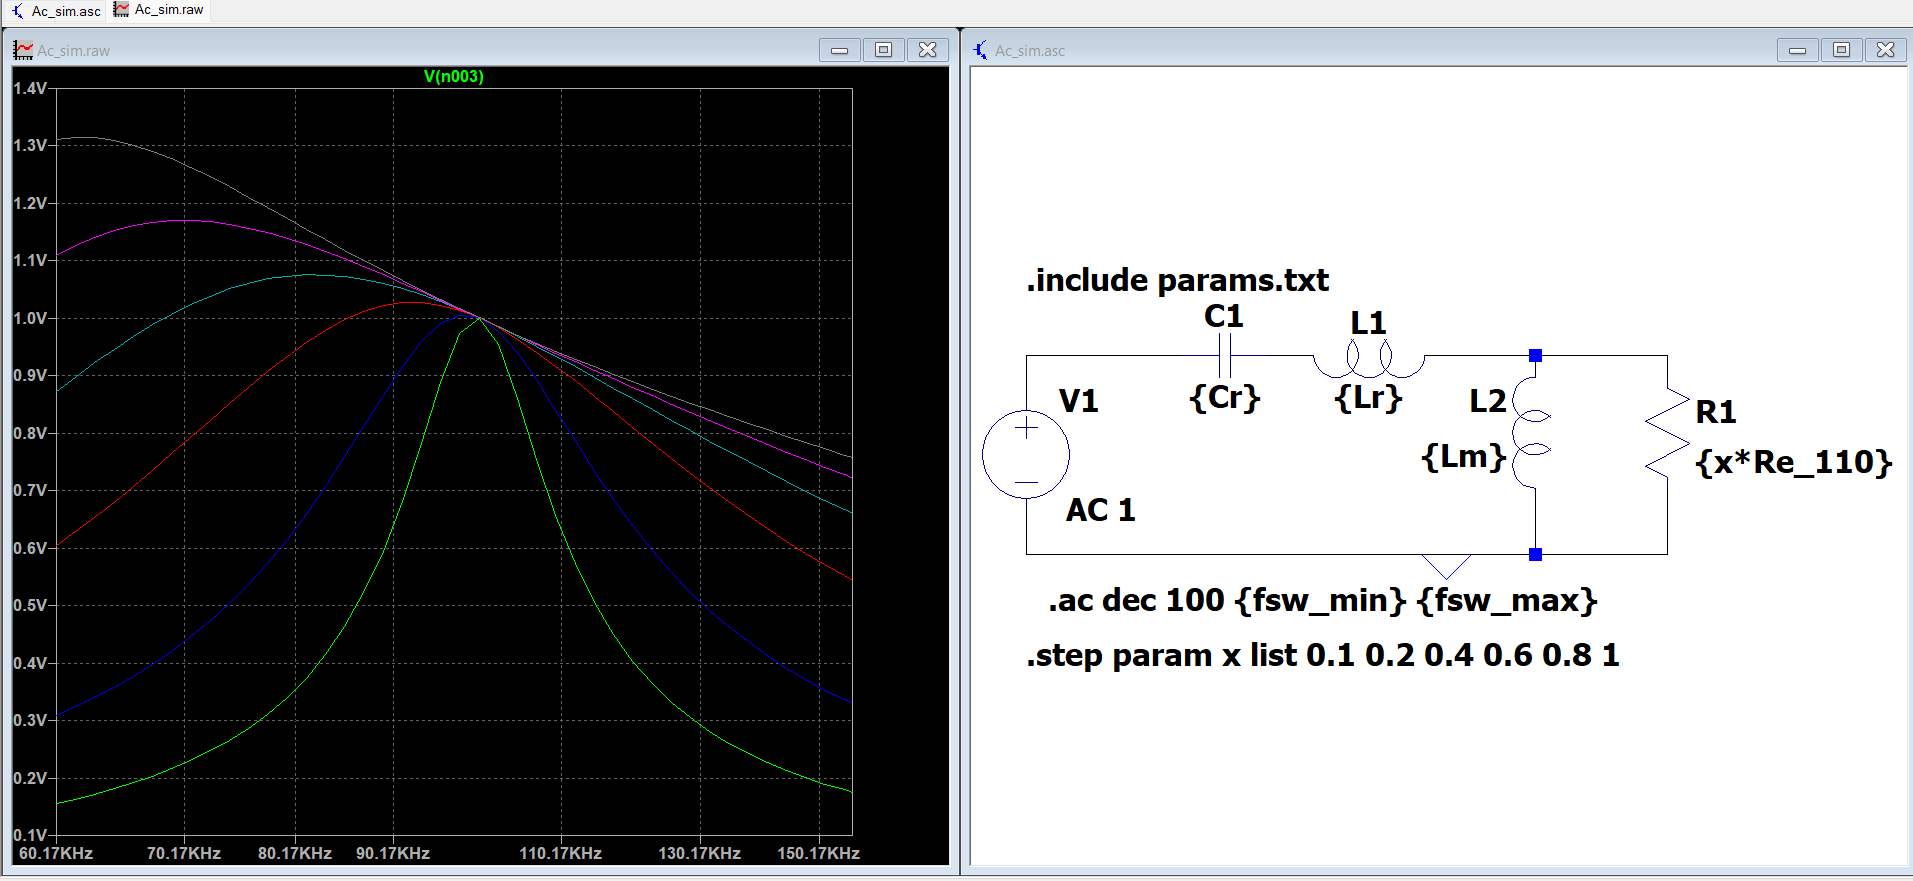 Ac_sim.asc Ac_sim.raw
Ac_sim.raw
V(n003)
1.4V
1.3V
1.2V
1.1V
1.0V
0.9V
0.8V
0.7V
0.6V
0.5V
0.4V
0.3V
0.2V
0.1V
60.17KHz 70.17KHz 80.17KHz 90.17KHz 110.17KHz 130.17KHz 150.17KHz
Ac_sim.asc
.include params.txt
C1
L1
{Cr}
{Lr}
V1
AC 1
L2
{Lm}
R1
{x*Re_110}
.ac dec 100 {fsw_min} {fsw_max}
.step param x list 0.1 0.2 0.4 0.6 0.8 1